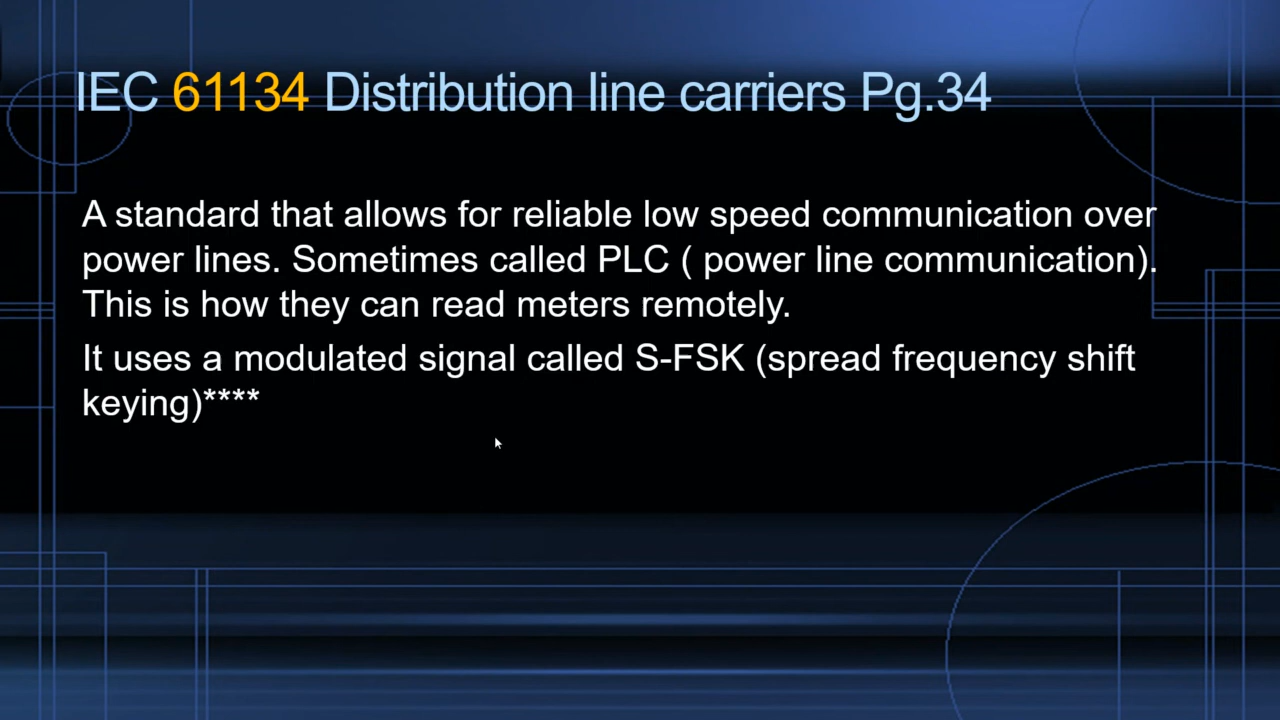 IEC 61134 Distribution line carriers Pg.34
A standard that allows for reliable low speed communication over
power lines. Sometimes called PLC ( power line communication).
This is how they can read meters remotely.
It uses a modulated signal called S-FSK (spread frequency shift
keying)****